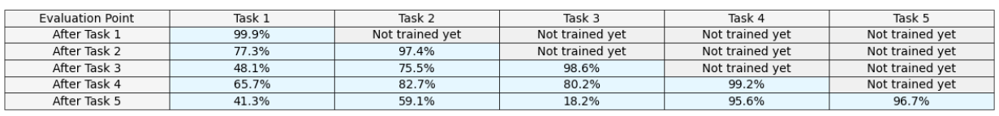 Evaluation Point Task 1 Task 2 Task 3 Task 4 Task 5
After Task 1 99.9% Not trained yet Not trained yet Not trained yet Not trained yet
After Task 2 77.3% 97.4% Not trained yet Not trained yet Not trained yet
After Task 3 48.1% 75.5% 98.6% Not trained yet Not trained yet
After Task 4 65.7% 82.7% 80.2% 99.2% Not trained yet
After Task 5 41.3% 59.1% 18.2% 95.6% 96.7%